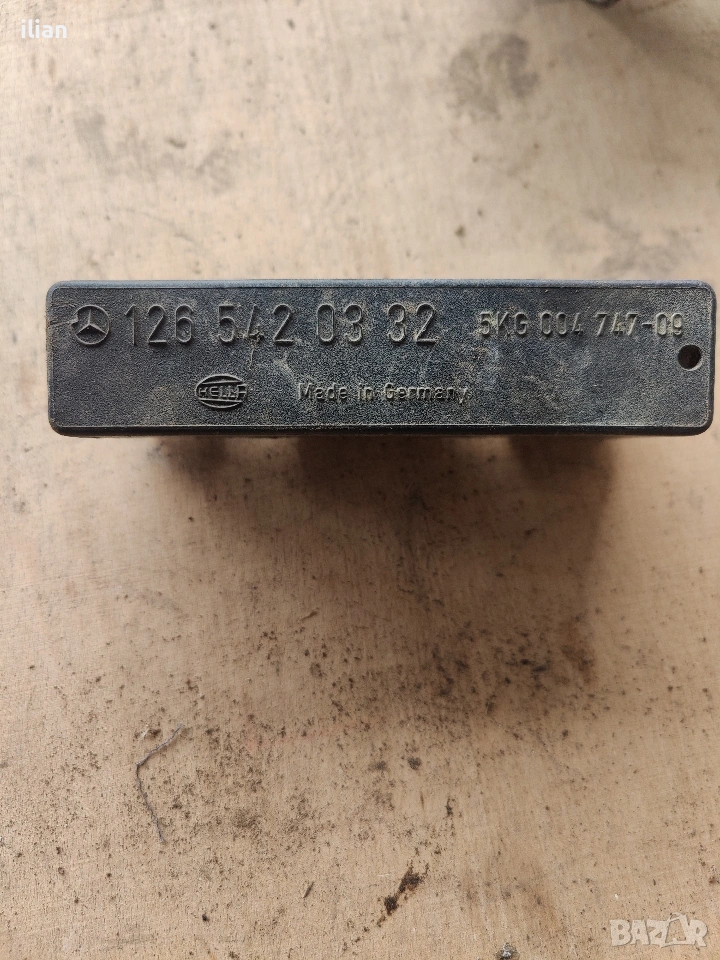 ilian
126 542 03 32 5KG 004 747-09
HELLA Made in Germany
BAZAR